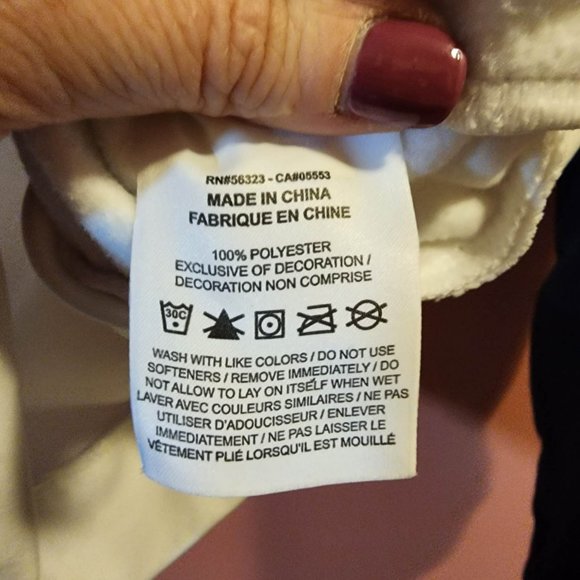 RN#56323 - CA#05553
MADE IN CHINA
FABRIQUE EN CHINE
100% POLYESTER
EXCLUSIVE OF DECORATION /
DECORATION NON COMPRISE
30C
WASH WITH LIKE COLORS / DO NOT USE
SOFTENERS / REMOVE IMMEDIATELY / DO
NOT ALLOW TO LAY ON ITSELF WHEN WET
LAVER AVEC COULEURS SIMILAIRES / NE PAS
UTILISER D'ADOUCISSEUR / ENLEVER
IMMEDIATEMENT / NE PAS LAISSER LE
VÊTEMENT PLIÉ LORSQU'IL EST MOUILLÉ